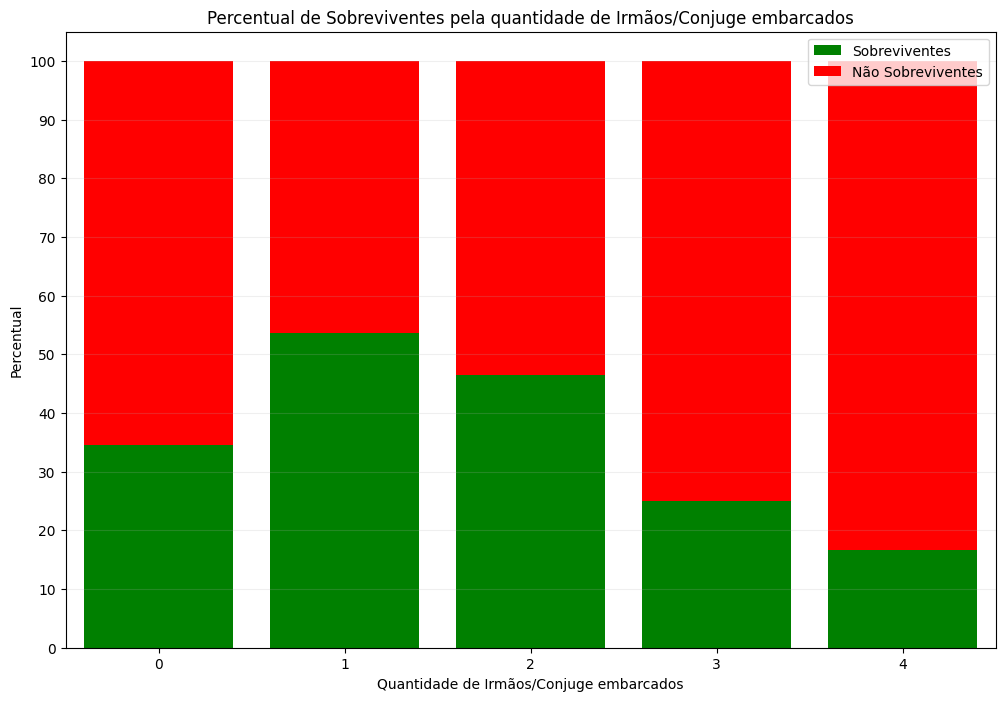 Percentual de Sobreviventes pela quantidade de Irmãos/Conjuge embarcados
Sobreviventes
Não Sobreviventes
Percentual
100
90
80
70
60
50
40
30
20
10
0
0 1 2 3 4
Quantidade de Irmãos/Conjuge embarcados